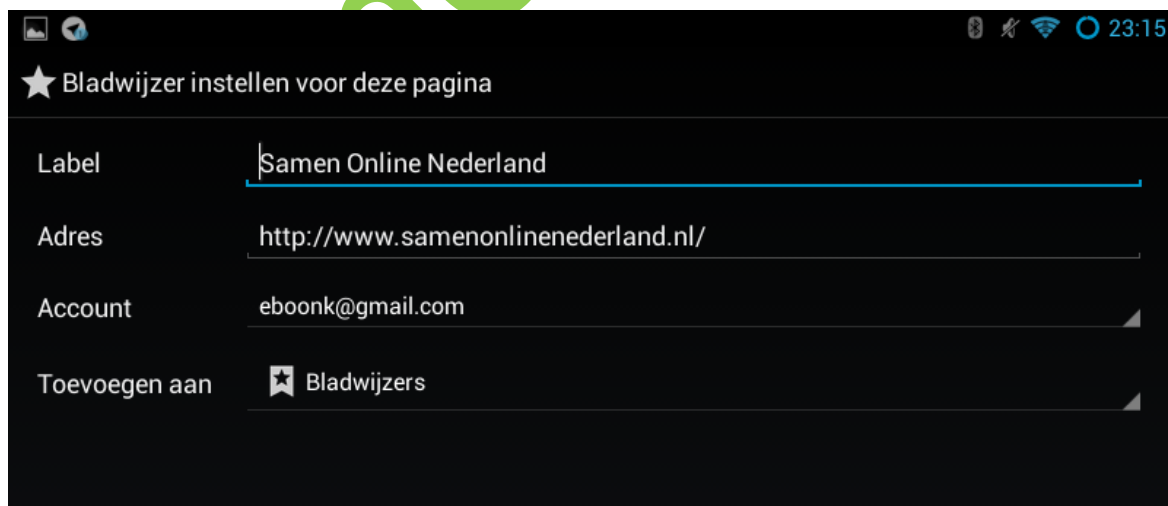 23:15
Bladwijzer instellen voor deze pagina
Label
Samen Online Nederland
Adres
http://www.samenonlinenederland.nl/
Account
eboonk@gmail.com
Toevoegen aan
Bladwijzers